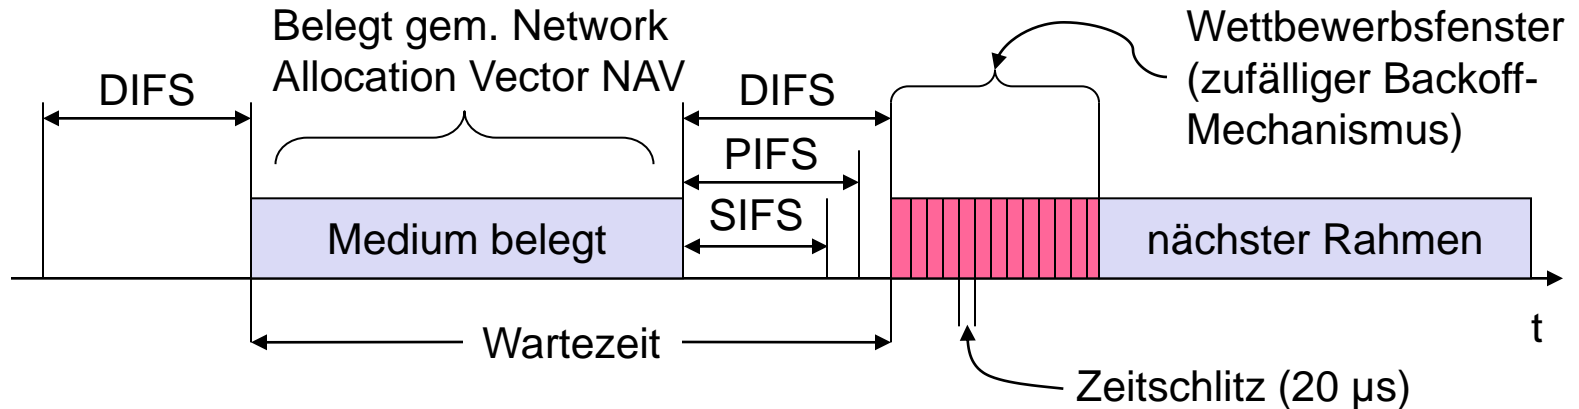 Belegt gem. Network
Allocation Vector NAV
Wettbewerbsfenster
(zufälliger Backoff-
Mechanismus)
DIFS
DIFS
PIFS
SIFS
Medium belegt
nächster Rahmen
Wartezeit
t
Zeitschlitz (20 µs)